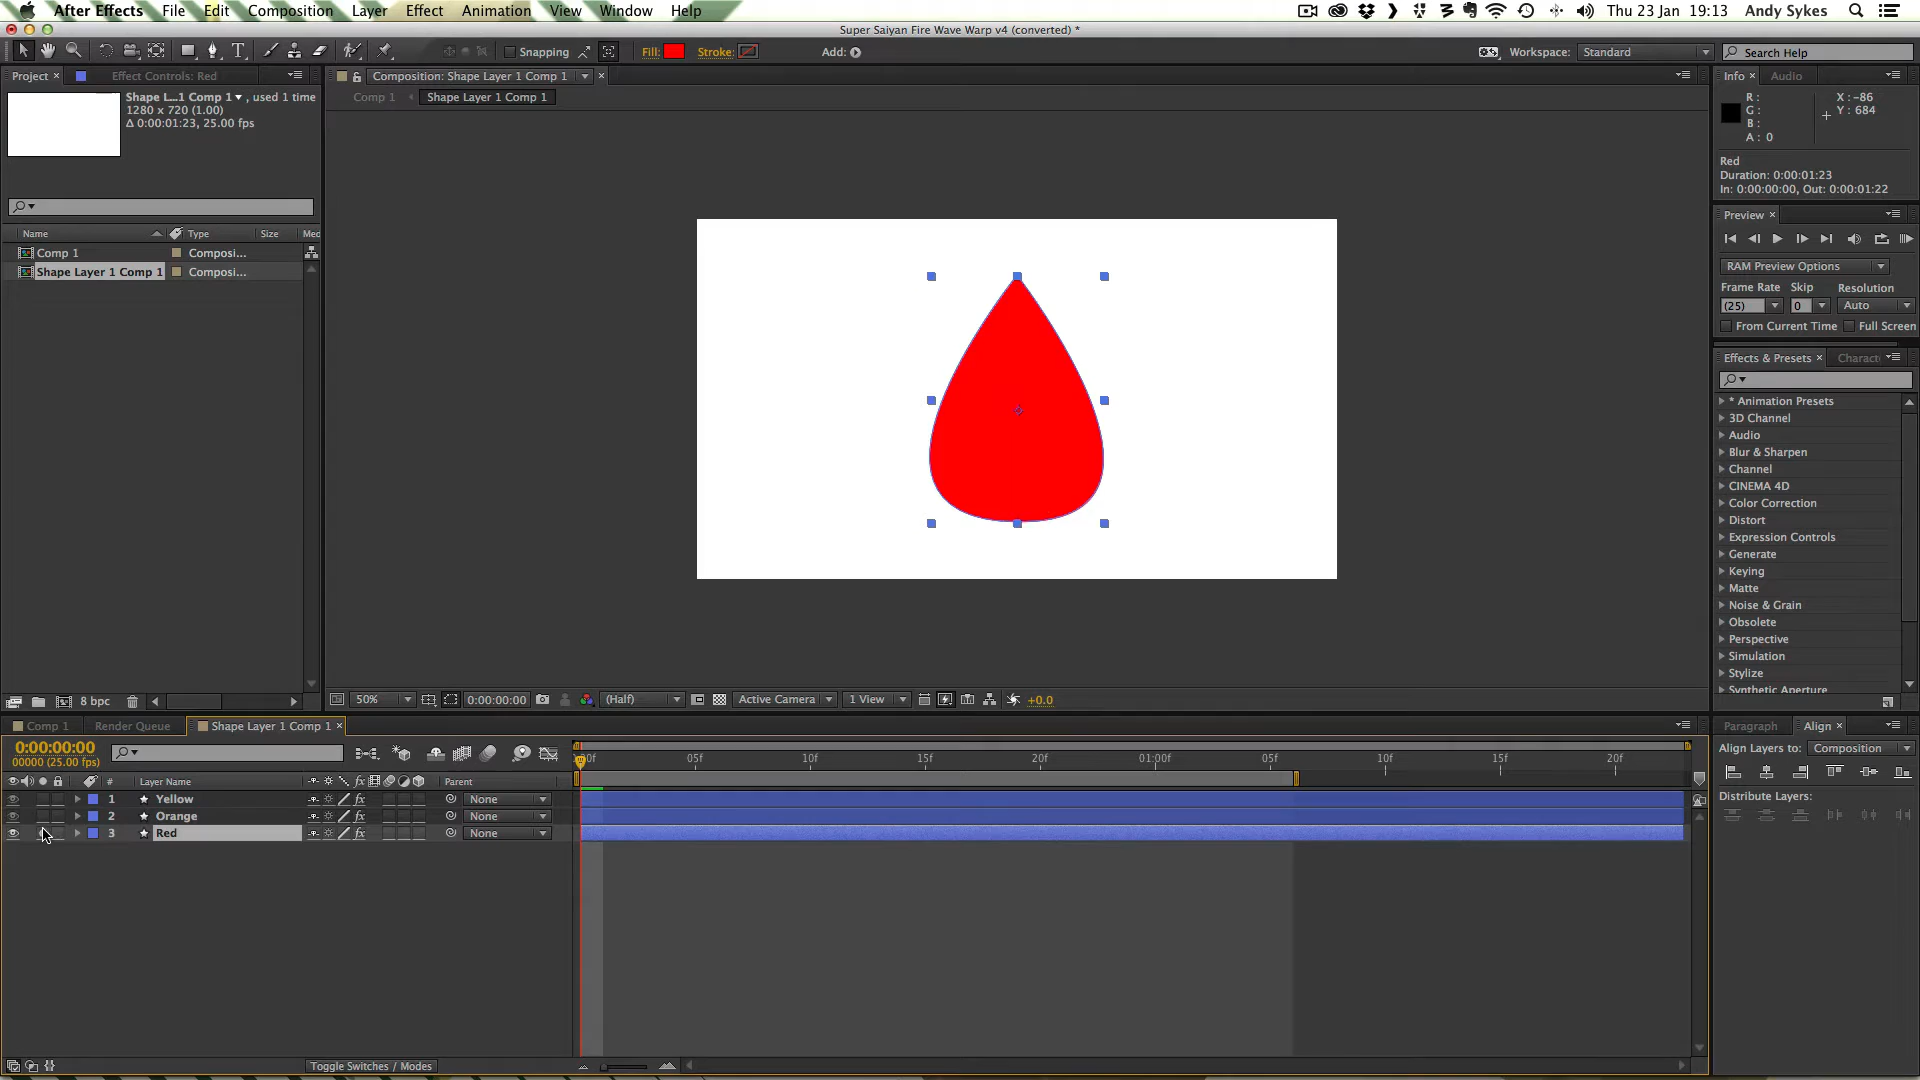 After Effects File Edit Composition Layer Effect Animation View Window Help Thu 23 Jan 19:13 Andy Sykes
Super Saiyan Fire Wave Warp v4 (converted) *
Snapping Fill: Stroke: Add: Workspace: Standard Search Help
Project × Effect Controls: Red Composition: Shape Layer 1 Comp 1 × Info × Audio
Shape L...1 Comp 1 , used 1 time
1280 x 720 (1.00)
Δ 0:00:01:23, 25.00 fps
Comp 1 Shape Layer 1 Comp 1
R :
G :
B :
A : 0
X : -86
Y : 684
Red
Duration: 0:00:01:23
In: 0:00:00:00, Out: 0:00:01:22
Name Type Size Med
Comp 1 Composi...
Shape Layer 1 Comp 1 Composi...
Preview ×
RAM Preview Options
Frame Rate Skip Resolution
(25) 0 Auto
From Current Time Full Screen
Effects & Presets × Charact
* Animation Presets
3D Channel
Audio
Blur & Sharpen
Channel
CINEMA 4D
Color Correction
Distort
Expression Controls
Generate
Keying
Matte
Noise & Grain
Obsolete
Perspective
Simulation
Stylize
Synthetic Aperture
8 bpc 50% 0:00:00:00 (Half) Active Camera 1 View +0.0
Comp 1 Render Queue Shape Layer 1 Comp 1 × Paragraph Align ×
0:00:00:00
00000 (25.00 fps)
:00f 05f 10f 15f 20f 01:00f 05f 10f 15f 20f
Align Layers to: Composition
# Layer Name fx Parent
1 Yellow fx None
2 Orange fx None
3 Red fx None
Distribute Layers:
Toggle Switches / Modes